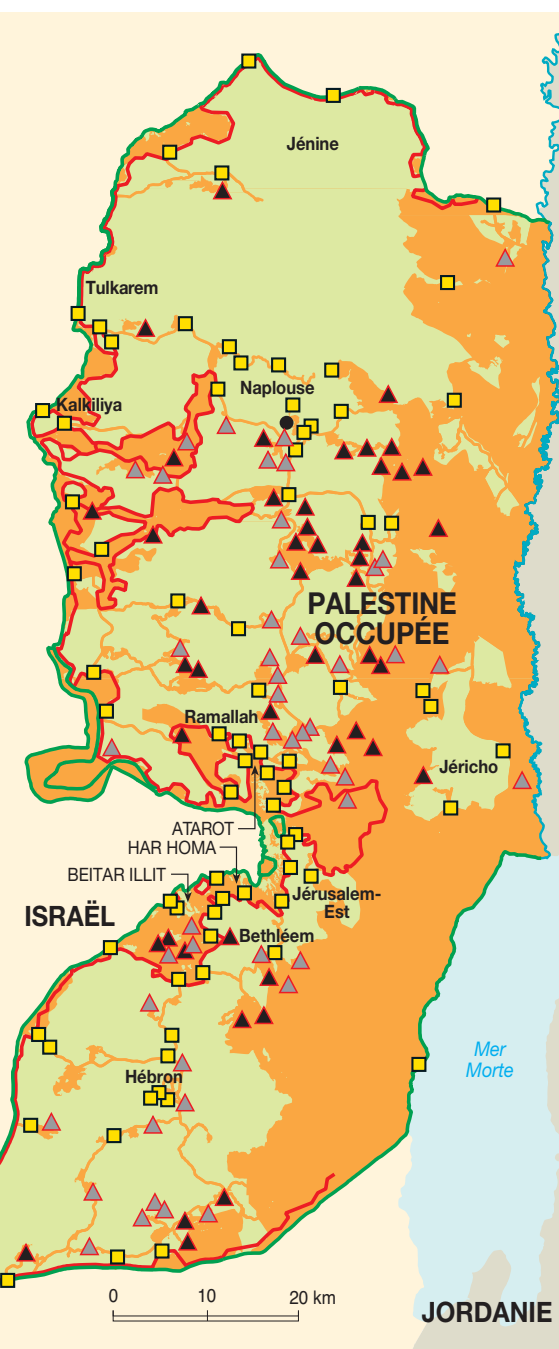 Jénine
Tulkarem
Naplouse
Kalkiliya
PALESTINE
OCCUPÉE
Ramallah
Jéricho
ATAROT
HAR HOMA
BEITAR ILLIT
Jérusalem-
Est
ISRAËL
Bethléem
Mer
Morte
Hébron
0 10 20 km
JORDANIE